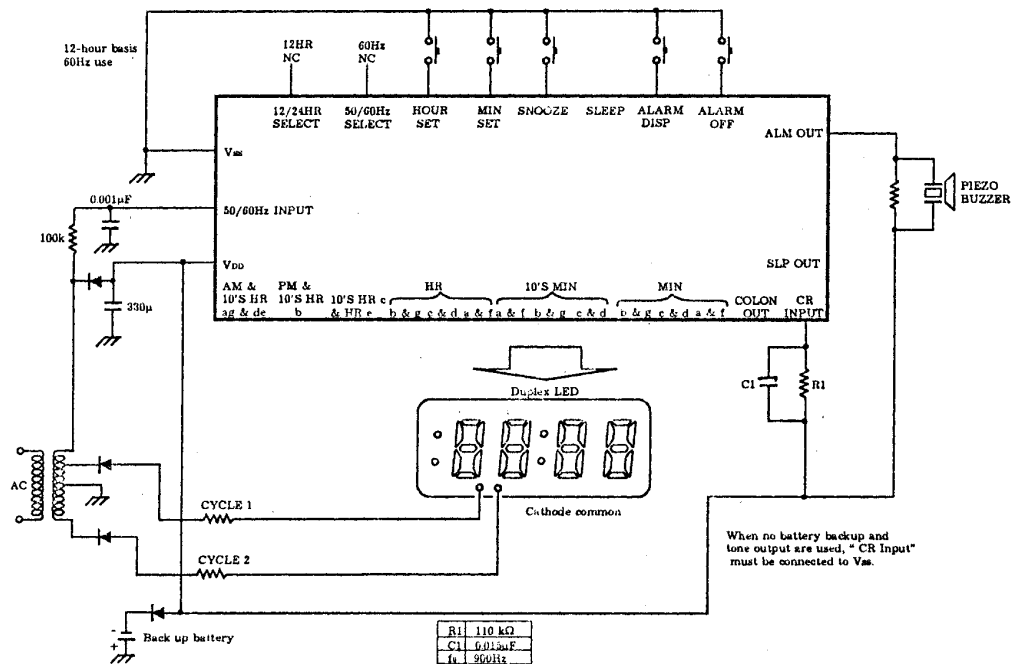 12-hour basis
60Hz use
12HR
NC
60Hz
NC
12/24HR
SELECT
50/60Hz
SELECT
HOUR
SET
MIN
SET
SNOOZE
SLEEP
ALARM
DISP
ALARM
OFF
ALM OUT
Vss
0.001μF
50/60Hz INPUT
PIEZO
BUZZER
100k
VDD
SLP OUT
330μ
AM &
10'S HR
ag & de
PM &
10'S HR
b
10'S HR c
& HR e
HR
b & g c & d a & f
10'S MIN
a & f b & g e & d
MIN
b & g e & d a & f
COLON
OUT
CR
INPUT
C1
R1
Duplex LED
AC
CYCLE 1
Cathode common
CYCLE 2
When no battery backup and
tone output are used, " CR Input"
must be connected to Vss.
-
+
Back up battery
R1 110 kΩ
C1 0.015μF
900Hz